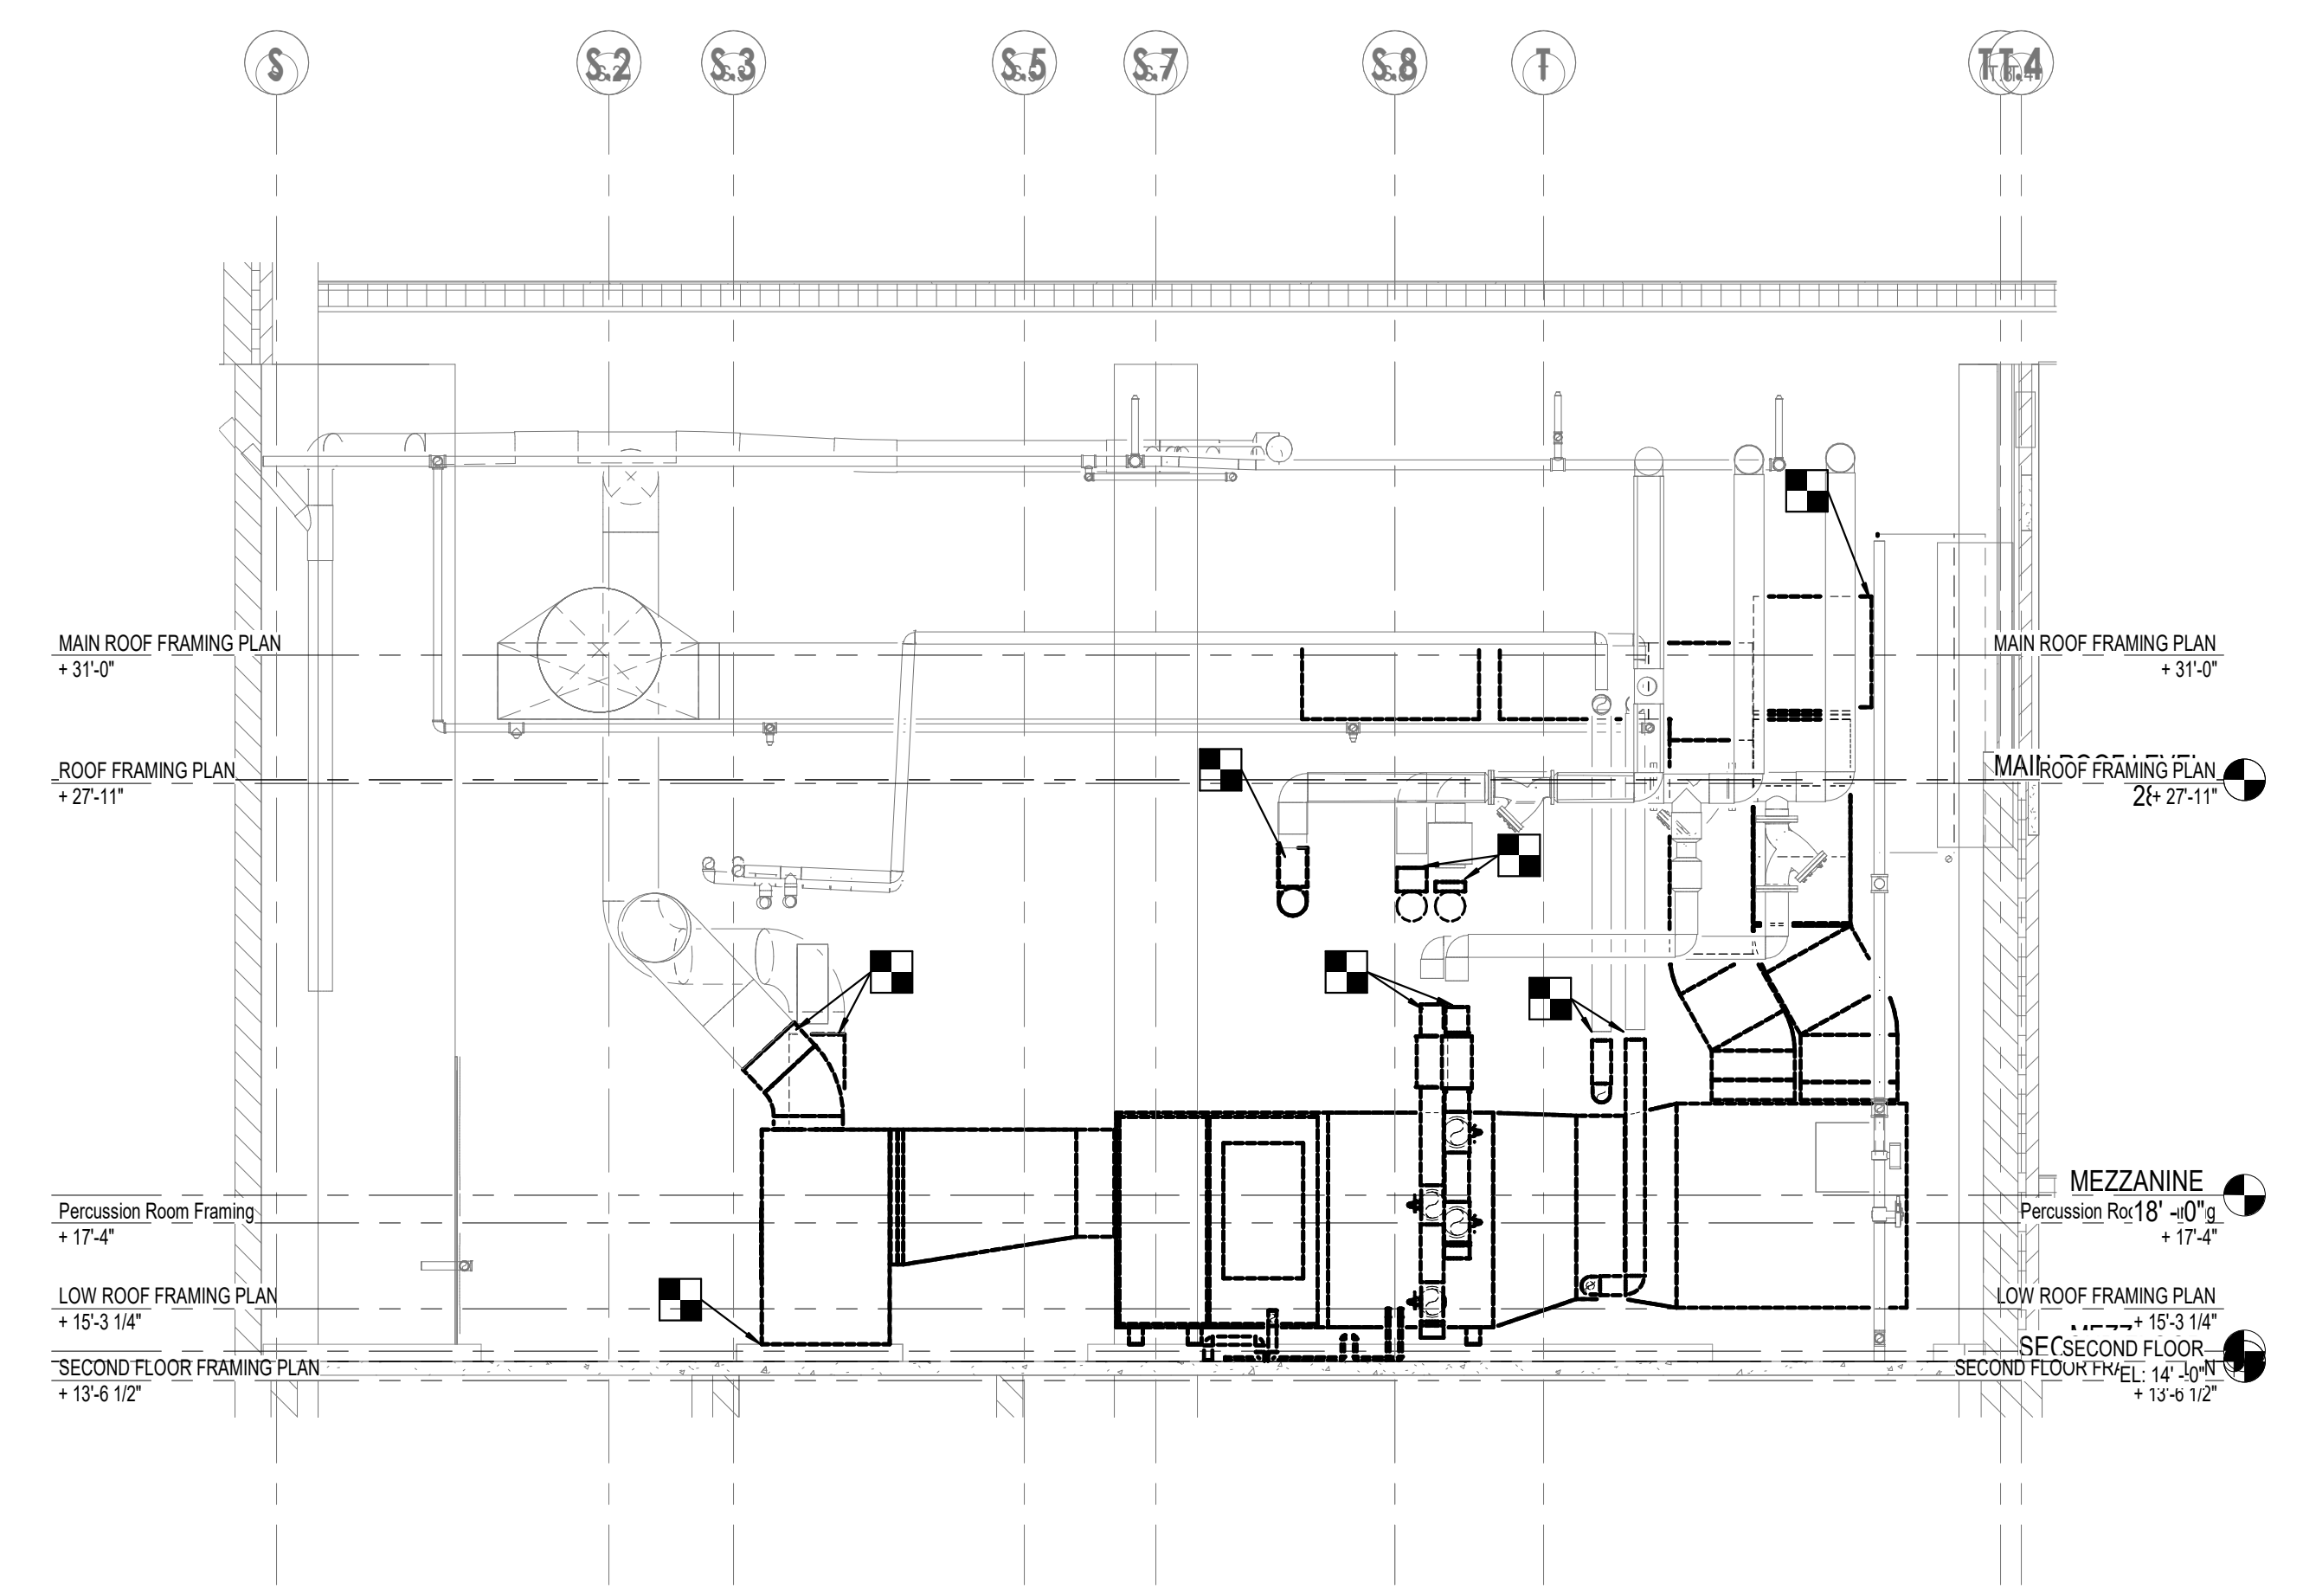 S S.2 S.3 S.5 S.7 S.8 T T T.4
MAIN ROOF FRAMING PLAN
+ 31'-0"
MAIN ROOF FRAMING PLAN
+ 31'-0"
ROOF FRAMING PLAN
+ 27'-11"
ROOF FRAMING PLAN
+ 27'-11"
MEZZANINE
18' - 0"
Percussion Room Framing
+ 17'-4"
+ 17'-4"
LOW ROOF FRAMING PLAN
+ 15'-3 1/4"
LOW ROOF FRAMING PLAN
+ 15'-3 1/4"
SECOND FLOOR
EL: 14' - 0"
SECOND FLOOR FRAMING PLAN
+ 13'-6 1/2"
+ 13'-6 1/2"